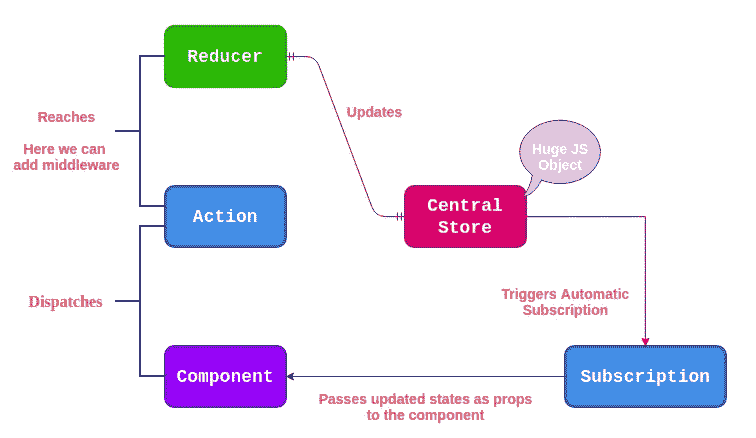 Reducer
Reaches
Here we can
add middleware
Updates
Huge JS
Object
Action
Central
Store
Dispatches
Triggers Automatic
Subscription
Component
Subscription
Passes updated states as props
to the component